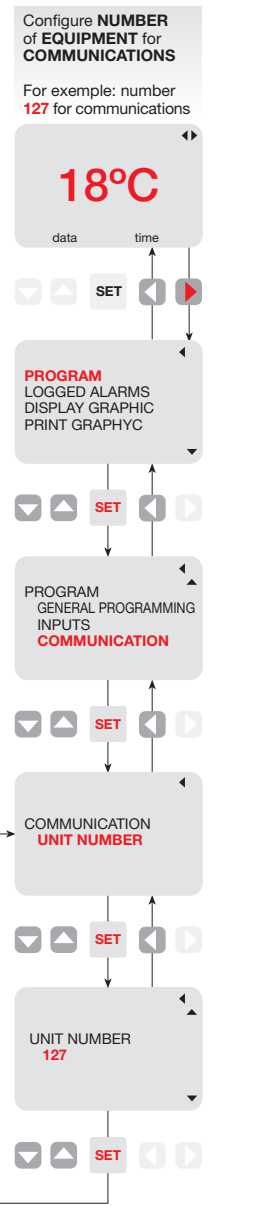 Configure NUMBER
of EQUIPMENT for
COMMUNICATIONS
For exemple: number
127 for communications
18ºC
data time
SET
PROGRAM
LOGGED ALARMS
DISPLAY GRAPHIC
PRINT GRAPHYC
SET
PROGRAM
GENERAL PROGRAMMING
INPUTS
COMMUNICATION
SET
COMMUNICATION
UNIT NUMBER
SET
UNIT NUMBER
127
SET